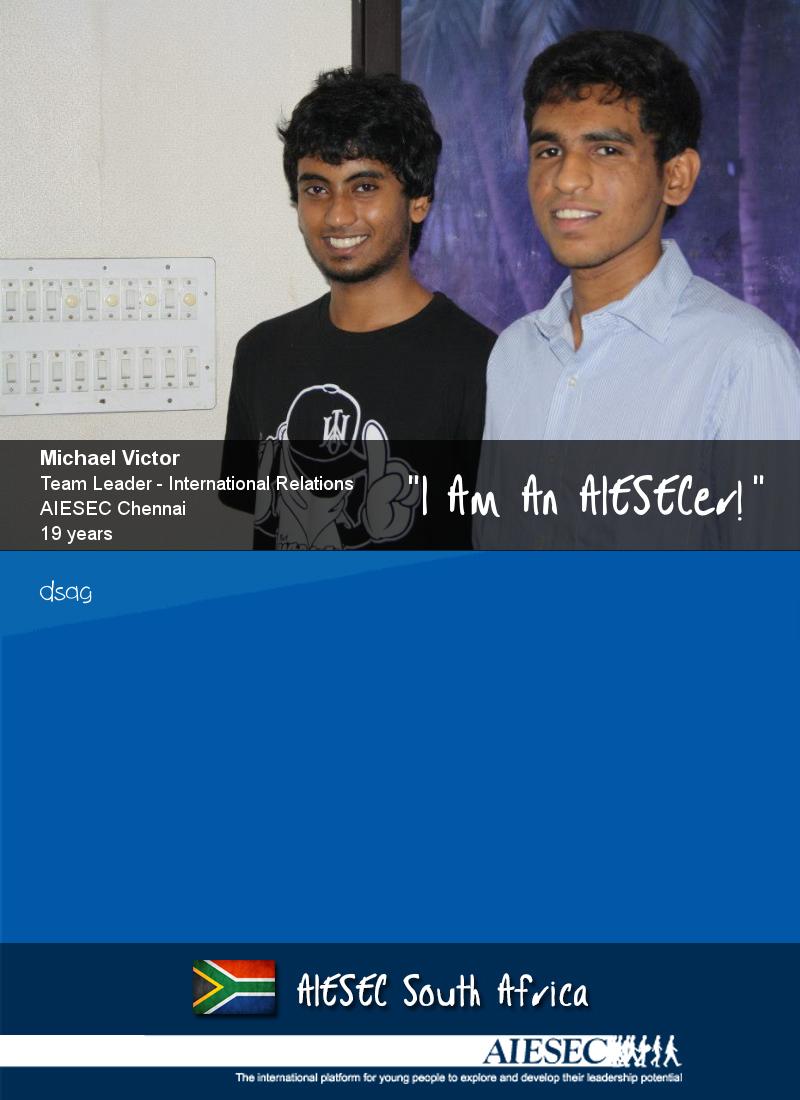 Michael Victor
Team Leader - International Relations
AIESEC Chennai
19 years
"I Am An AIESECer! "
dsag
AIESEC South Africa
AIESEC
The international platform for young people to explore and develop their leadership potential